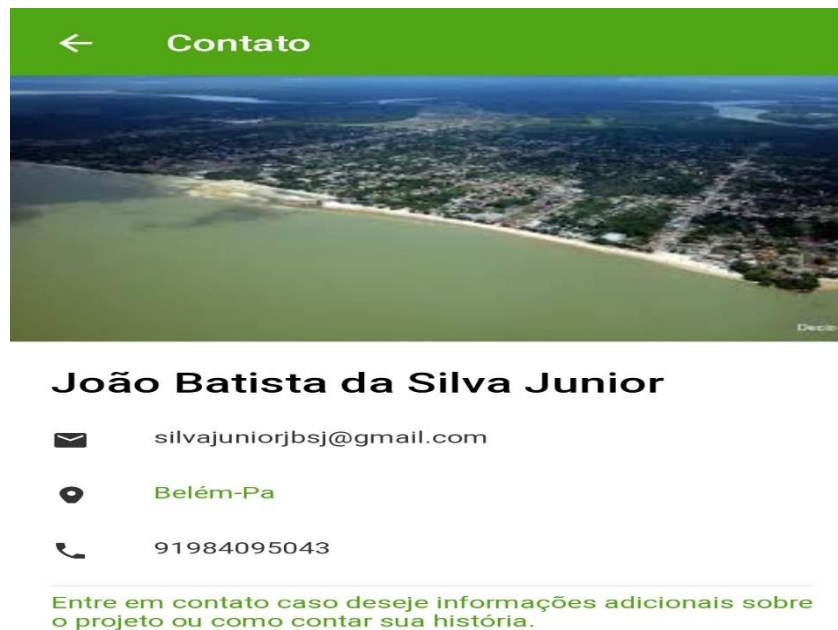 Contato
João Batista da Silva Junior
silvajuniorjbsj@gmail.com
Belém-Pa
91984095043
Entre em contato caso deseje informações adicionais sobre
o projeto ou como contar sua história.